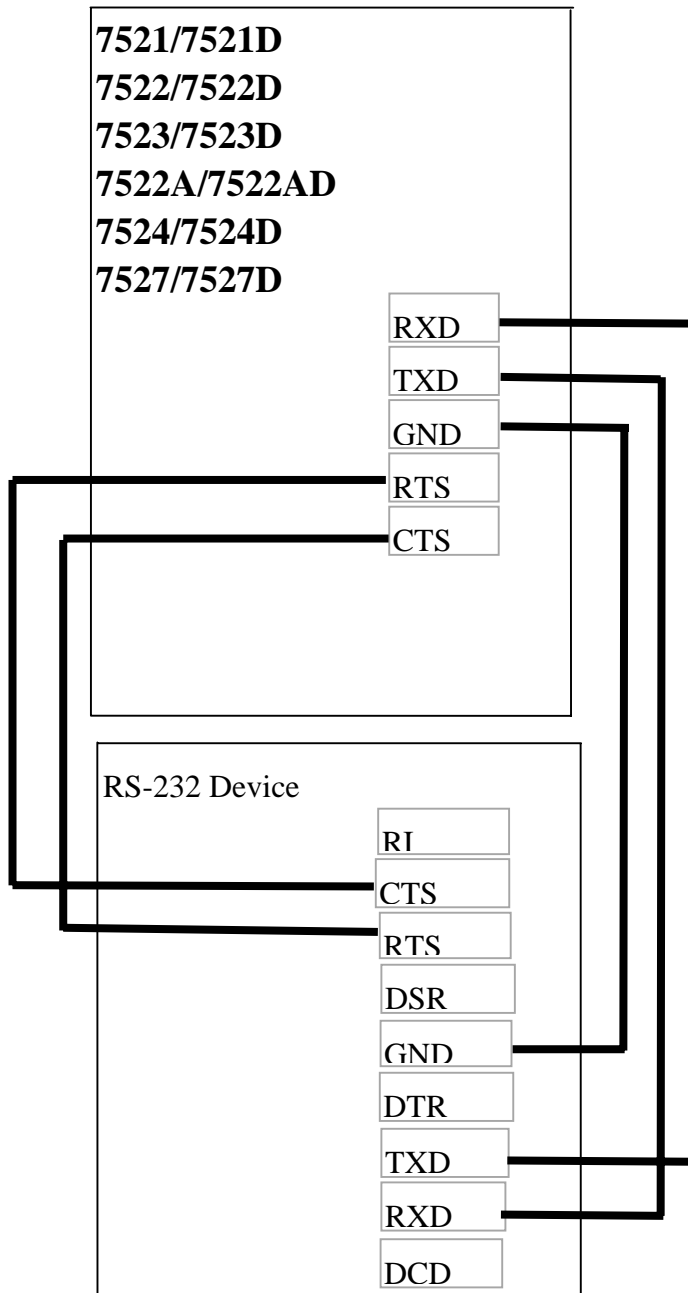 7521/7521D
7522/7522D
7523/7523D
7522A/7522AD
7524/7524D
7527/7527D
RXD
TXD
GND
RTS
CTS
RS-232 Device
RI
CTS
RTS
DSR
GND
DTR
TXD
RXD
DCD